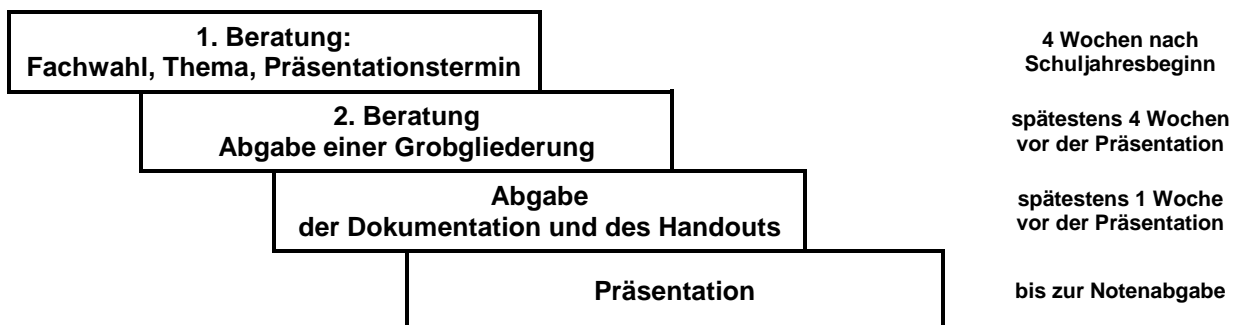 1. Beratung:
Fachwahl, Thema, Präsentationstermin
4 Wochen nach
Schuljahresbeginn
2. Beratung
Abgabe einer Grobgliederung
spätestens 4 Wochen
vor der Präsentation
Abgabe
der Dokumentation und des Handouts
spätestens 1 Woche
vor der Präsentation
Präsentation
bis zur Notenabgabe